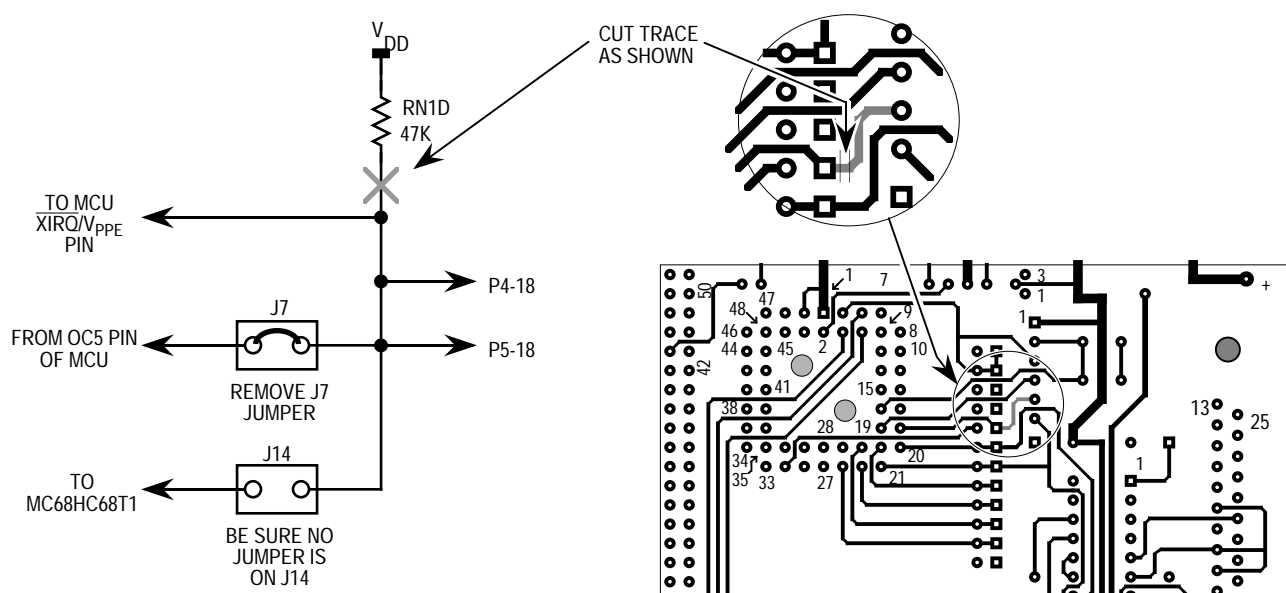 V
DD
RN1D
47K
CUT TRACE
AS SHOWN
TO MCU
XIRQ/VPPE
PIN
P4-18
J7
FROM OC5 PIN
OF MCU
P5-18
REMOVE J7
JUMPER
J14
TO
MC68HC68T1
BE SURE NO
JUMPER IS
ON J14
50
47
1
7
3
+
48
1
9
1
46
2
8
44
45
10
42
41
15
38
13
25
28
19
34
20
1
35
33
27
21